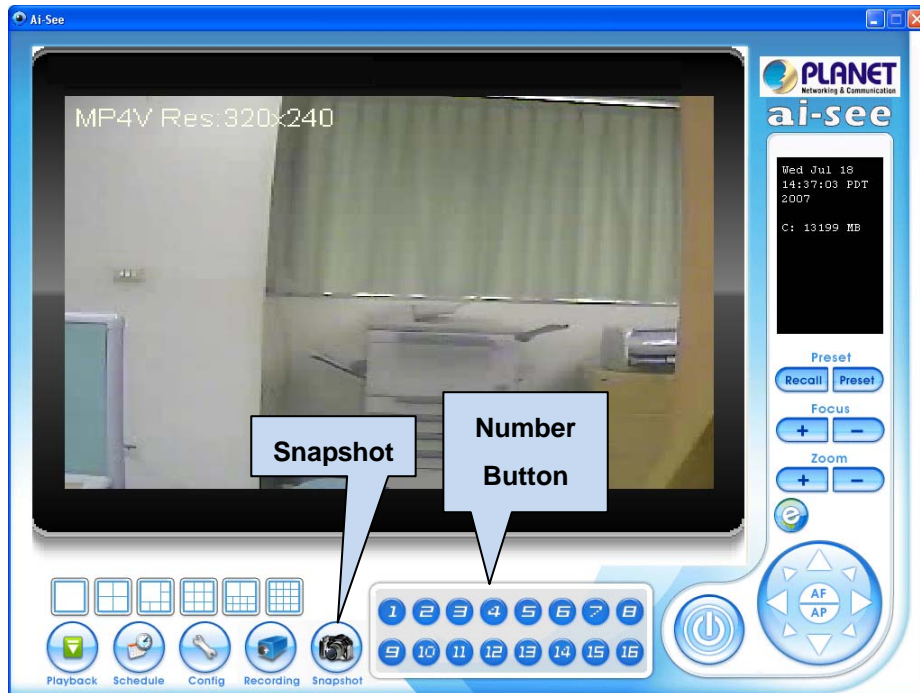 Ai-See
PLANET
Networking & Communication
ai-see
MP4V Res:320x240
Wed Jul 18
14:37:03 PDT
2007
C: 13199 MB
Preset
Recall Preset
Focus
+ −
Zoom
+ −
e
AF
AP
Snapshot
Number
Button
1 2 3 4 5 6 7 8
9 10 11 12 13 14 15 16
Playback Schedule Config Recording Snapshot